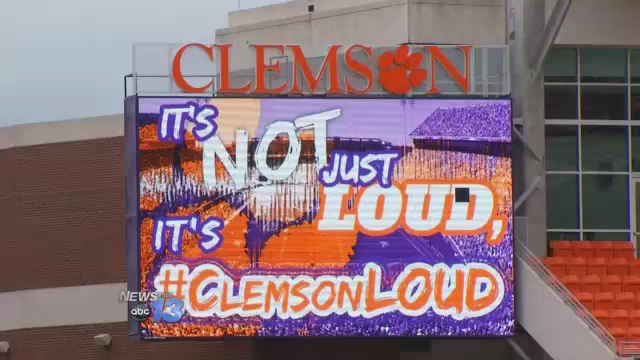 CLEMSON
IT'S
NOT JUST
LOUD,
IT'S
#CLEMSONLOUD
NEWS 13
abc